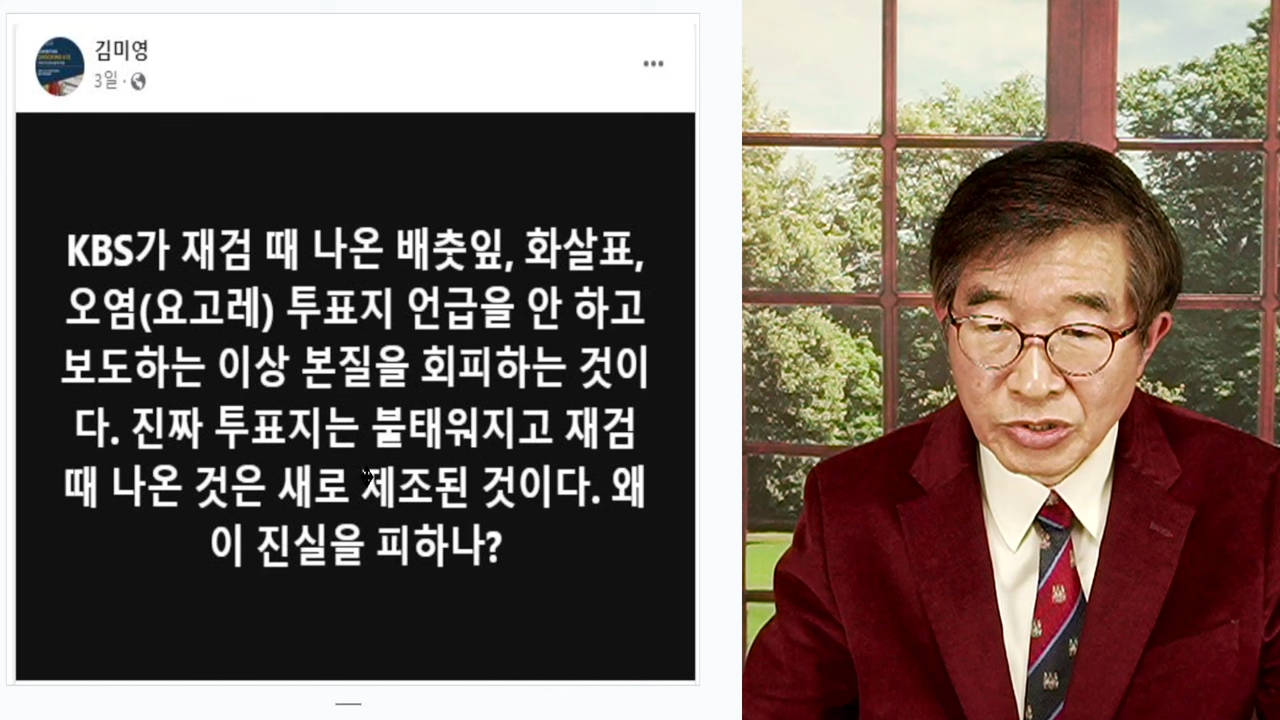 김미영
3일 ·
KBS가 재검 때 나온 배춧잎, 화살표,
오염(요고레) 투표지 언급을 안 하고
보도하는 이상 본질을 회피하는 것이
다. 진짜 투표지는 불태워지고 재검
때 나온 것은 새로 제조된 것이다. 왜
이 진실을 피하나?